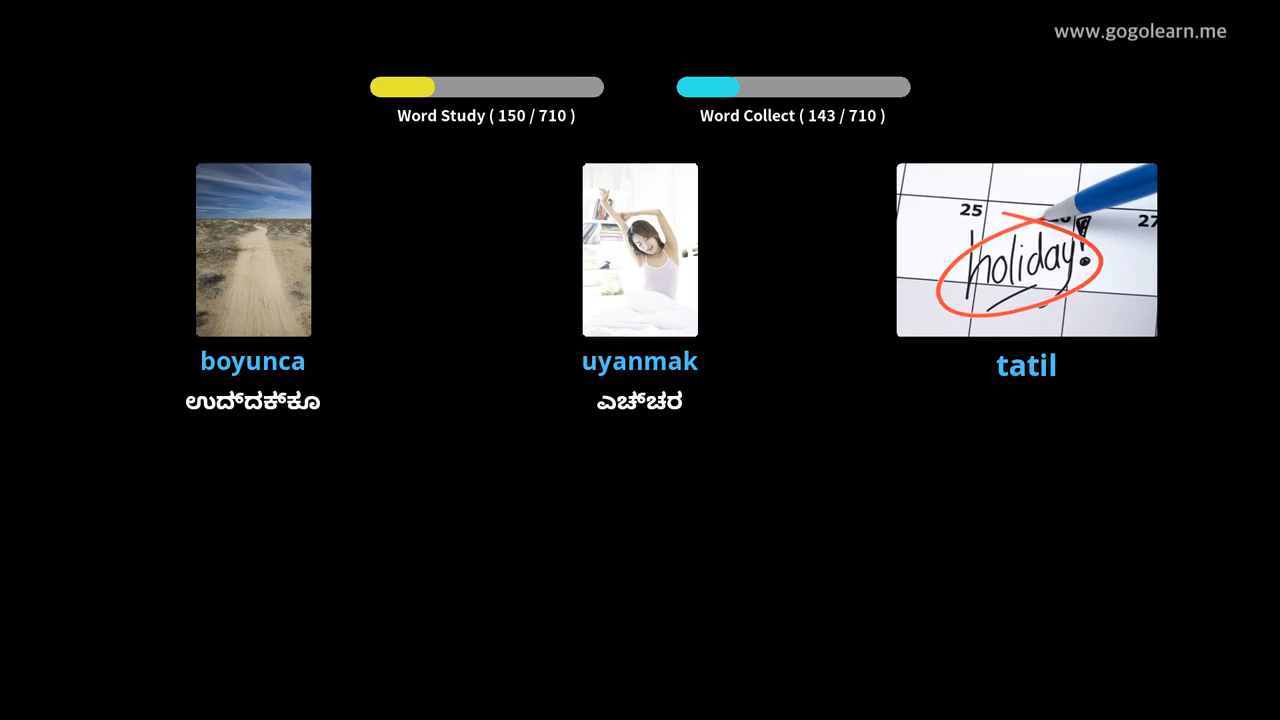 www.gogolearn.me
Word Study ( 150 / 710 )
Word Collect ( 143 / 710 )
25
27
holiday!
boyunca
uyanmak
tatil
ಉದ್ದಕ್ಕೂ
ಎಚ್ಚರ